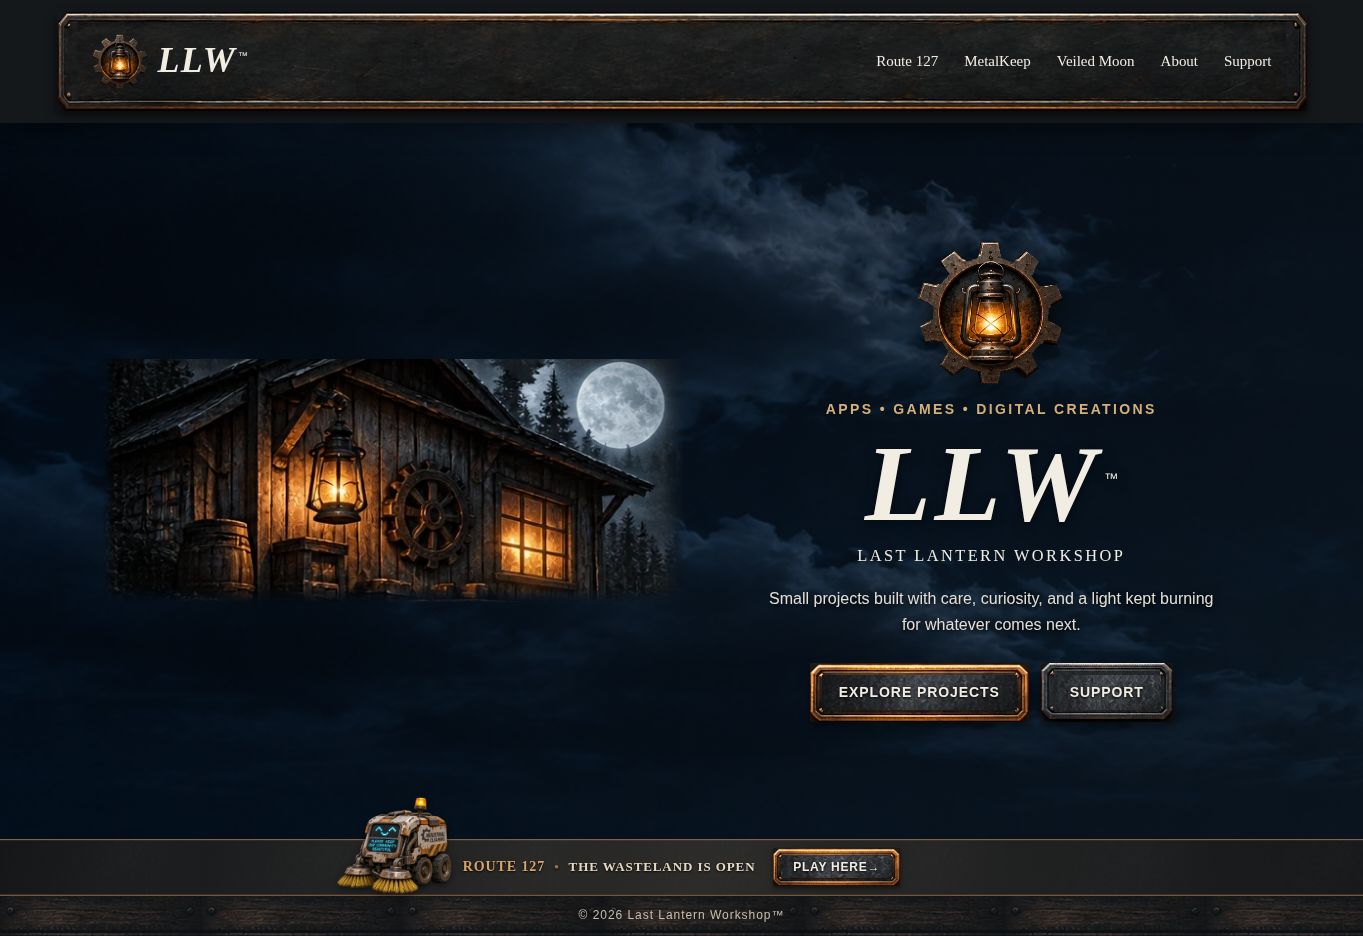 LLW™
Route 127 MetalKeep Veiled Moon About Support
APPS • GAMES • DIGITAL CREATIONS
LLW™
LAST LANTERN WORKSHOP
Small projects built with care, curiosity, and a light kept burning
for whatever comes next.
EXPLORE PROJECTS SUPPORT
ROUTE 127 • THE WASTELAND IS OPEN PLAY HERE→
© 2026 Last Lantern Workshop™